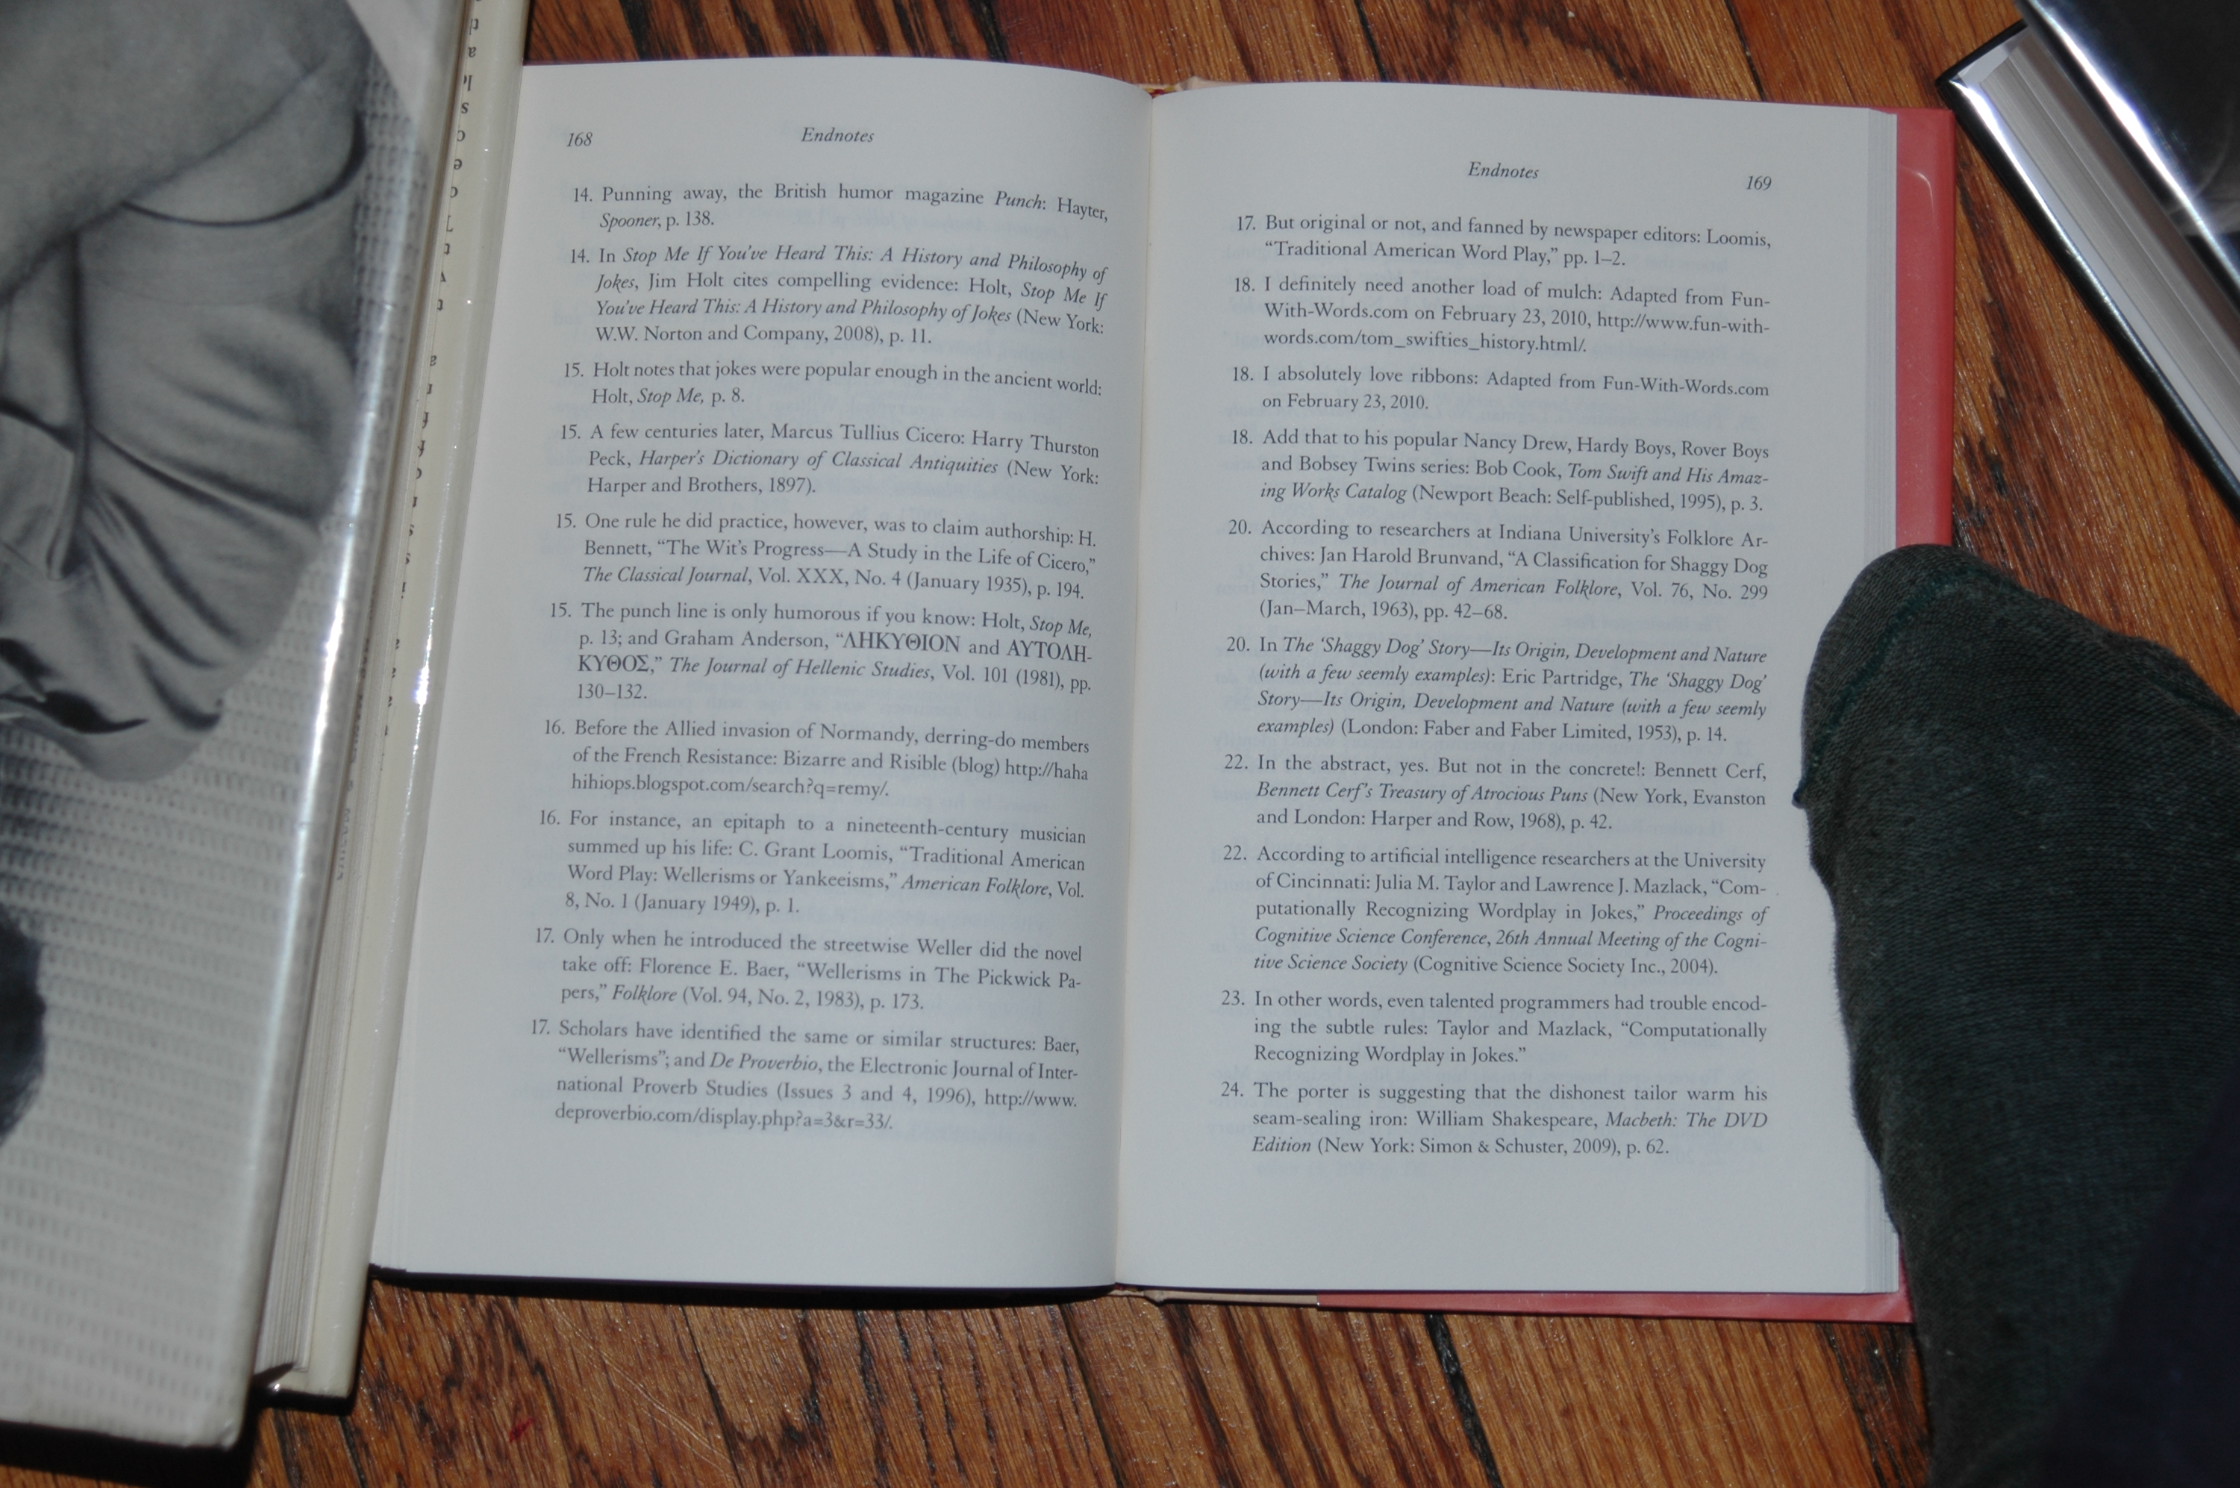 168
Endnotes
14. Punning away, the British humor magazine Punch: Hayter,
Spooner, p. 138.
14. In Stop Me If You've Heard This: A History and Philosophy of
Jokes, Jim Holt cites compelling evidence: Holt, Stop Me If
You've Heard This: A History and Philosophy of Jokes (New York:
W.W. Norton and Company, 2008), p. 11.
15. Holt notes that jokes were popular enough in the ancient world:
Holt, Stop Me, p. 8.
15. A few centuries later, Marcus Tullius Cicero: Harry Thurston
Peck, Harper's Dictionary of Classical Antiquities (New York:
Harper and Brothers, 1897).
15. One rule he did practice, however, was to claim authorship: H.
Bennett, “The Wit's Progress—A Study in the Life of Cicero,”
The Classical Journal, Vol. XXX, No. 4 (January 1935), p. 194.
15. The punch line is only humorous if you know: Holt, Stop Me,
p. 13; and Graham Anderson, “ΛΗΚΥΘΙΟΝ and ΑΥΤΟΛΗ-
ΚΥΘΟΣ,” The Journal of Hellenic Studies, Vol. 101 (1981), pp.
130–132.
16. Before the Allied invasion of Normandy, derring-do members
of the French Resistance: Bizarre and Risible (blog) http://haha
hihiops.blogspot.com/search?q=remy/.
16. For instance, an epitaph to a nineteenth-century musician
summed up his life: C. Grant Loomis, “Traditional American
Word Play: Wellerisms or Yankeeisms,” American Folklore, Vol.
8, No. 1 (January 1949), p. 1.
17. Only when he introduced the streetwise Weller did the novel
take off: Florence E. Baer, “Wellerisms in The Pickwick Pa-
pers,” Folklore (Vol. 94, No. 2, 1983), p. 173.
17. Scholars have identified the same or similar structures: Baer,
“Wellerisms”; and De Proverbio, the Electronic Journal of Inter-
national Proverb Studies (Issues 3 and 4, 1996), http://www.
deproverbio.com/display.php?a=3&r=33/.
Endnotes
169
17. But original or not, and fanned by newspaper editors: Loomis,
“Traditional American Word Play,” pp. 1–2.
18. I definitely need another load of mulch: Adapted from Fun-
With-Words.com on February 23, 2010, http://www.fun-with-
words.com/tom_swifties_history.html/.
18. I absolutely love ribbons: Adapted from Fun-With-Words.com
on February 23, 2010.
18. Add that to his popular Nancy Drew, Hardy Boys, Rover Boys
and Bobsey Twins series: Bob Cook, Tom Swift and His Amaz-
ing Works Catalog (Newport Beach: Self-published, 1995), p. 3.
20. According to researchers at Indiana University's Folklore Ar-
chives: Jan Harold Brunvand, “A Classification for Shaggy Dog
Stories,” The Journal of American Folklore, Vol. 76, No. 299
(Jan–March, 1963), pp. 42–68.
20. In The ‘Shaggy Dog’ Story—Its Origin, Development and Nature
(with a few seemly examples): Eric Partridge, The ‘Shaggy Dog’
Story—Its Origin, Development and Nature (with a few seemly
examples) (London: Faber and Faber Limited, 1953), p. 14.
22. In the abstract, yes. But not in the concrete!: Bennett Cerf,
Bennett Cerf's Treasury of Atrocious Puns (New York, Evanston
and London: Harper and Row, 1968), p. 42.
22. According to artificial intelligence researchers at the University
of Cincinnati: Julia M. Taylor and Lawrence J. Mazlack, “Com-
putationally Recognizing Wordplay in Jokes,” Proceedings of
Cognitive Science Conference, 26th Annual Meeting of the Cogni-
tive Science Society (Cognitive Science Society Inc., 2004).
23. In other words, even talented programmers had trouble encod-
ing the subtle rules: Taylor and Mazlack, “Computationally
Recognizing Wordplay in Jokes.”
24. The porter is suggesting that the dishonest tailor warm his
seam-sealing iron: William Shakespeare, Macbeth: The DVD
Edition (New York: Simon & Schuster, 2009), p. 62.